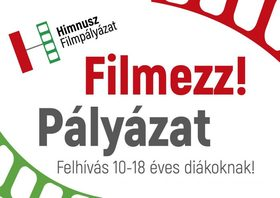 Himnusz
Filmpályázat
Filmezz!
Pályázat
Felhívás 10-18 éves diákoknak!